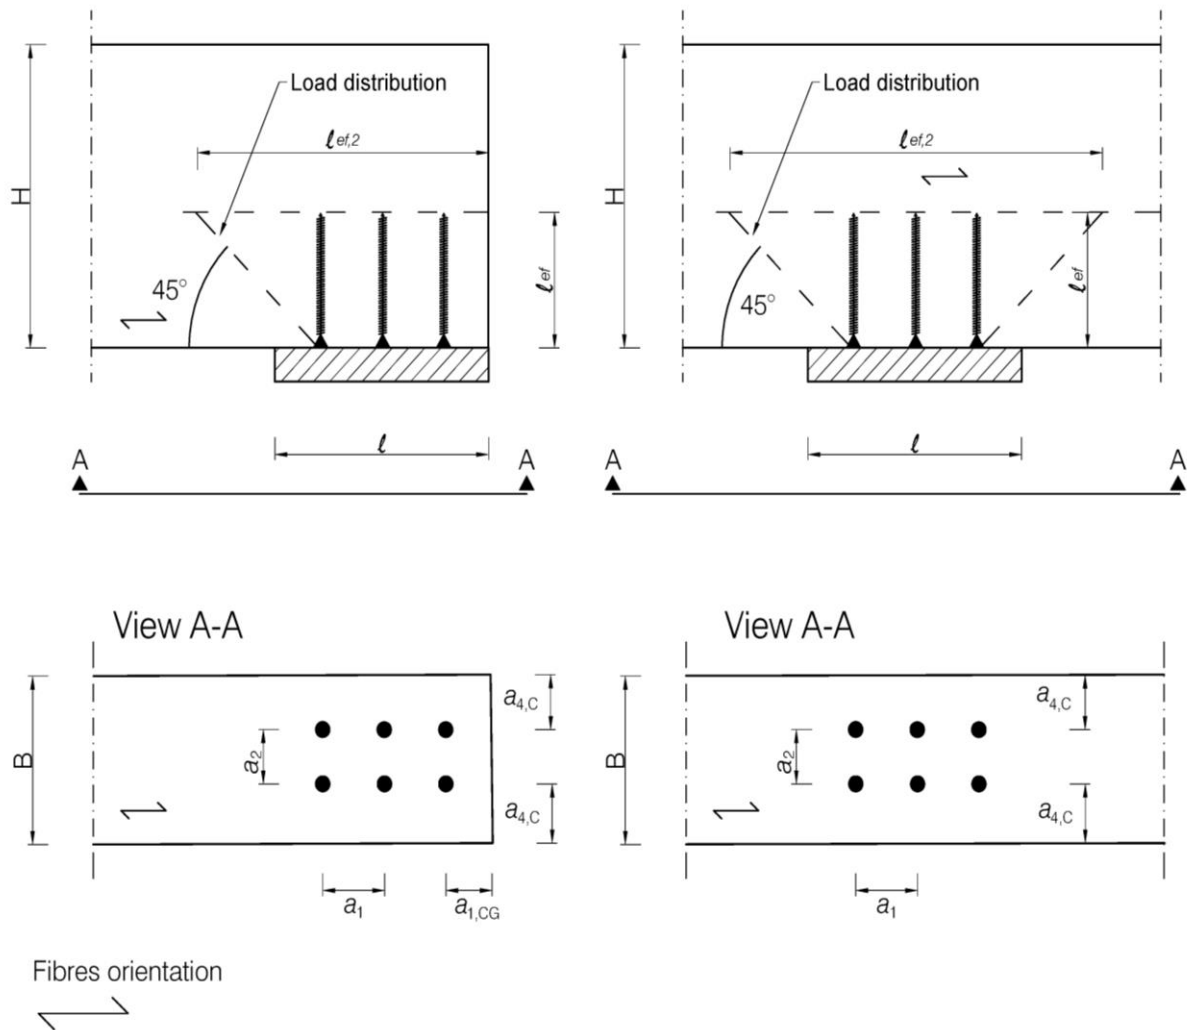 Load distribution
Load distribution
ℓef,2
ℓef,2
H
H
45°
ℓef
45°
ℓef
ℓ
ℓ
A
A
A
A
View A-A
View A-A
B
a2
a4,C
a4,C
B
a2
a4,C
a4,C
a1
a1,CG
a1
Fibres orientation